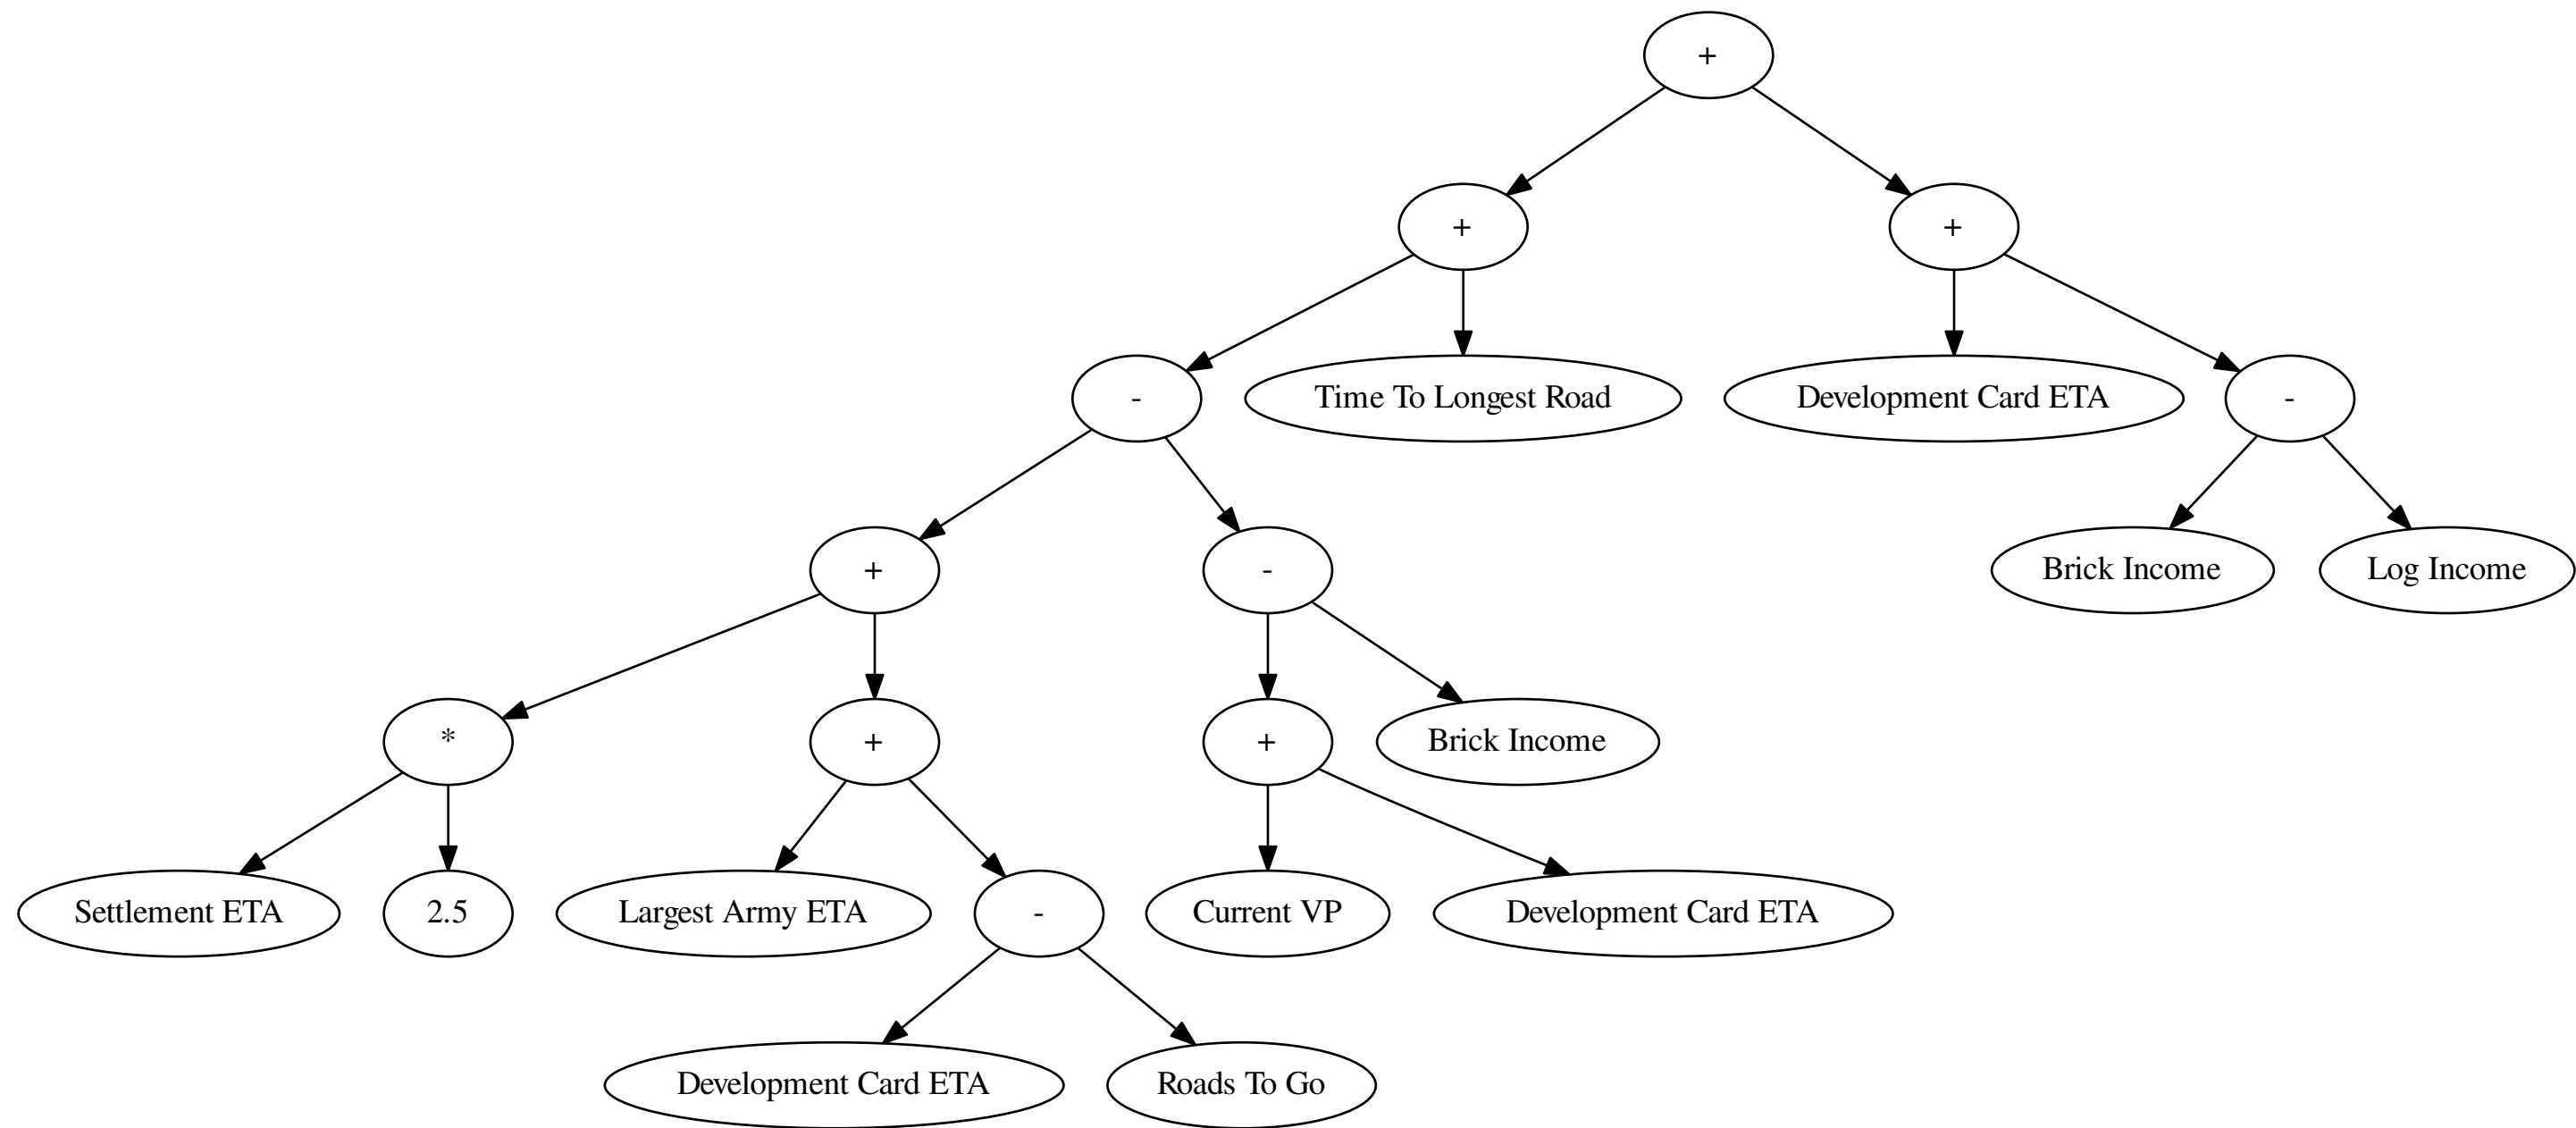 +
+
+
-
Time To Longest Road
Development Card ETA
-
+
-
Brick Income
Log Income
*
+
+
Brick Income
Settlement ETA
2.5
Largest Army ETA
-
Current VP
Development Card ETA
Development Card ETA
Roads To Go